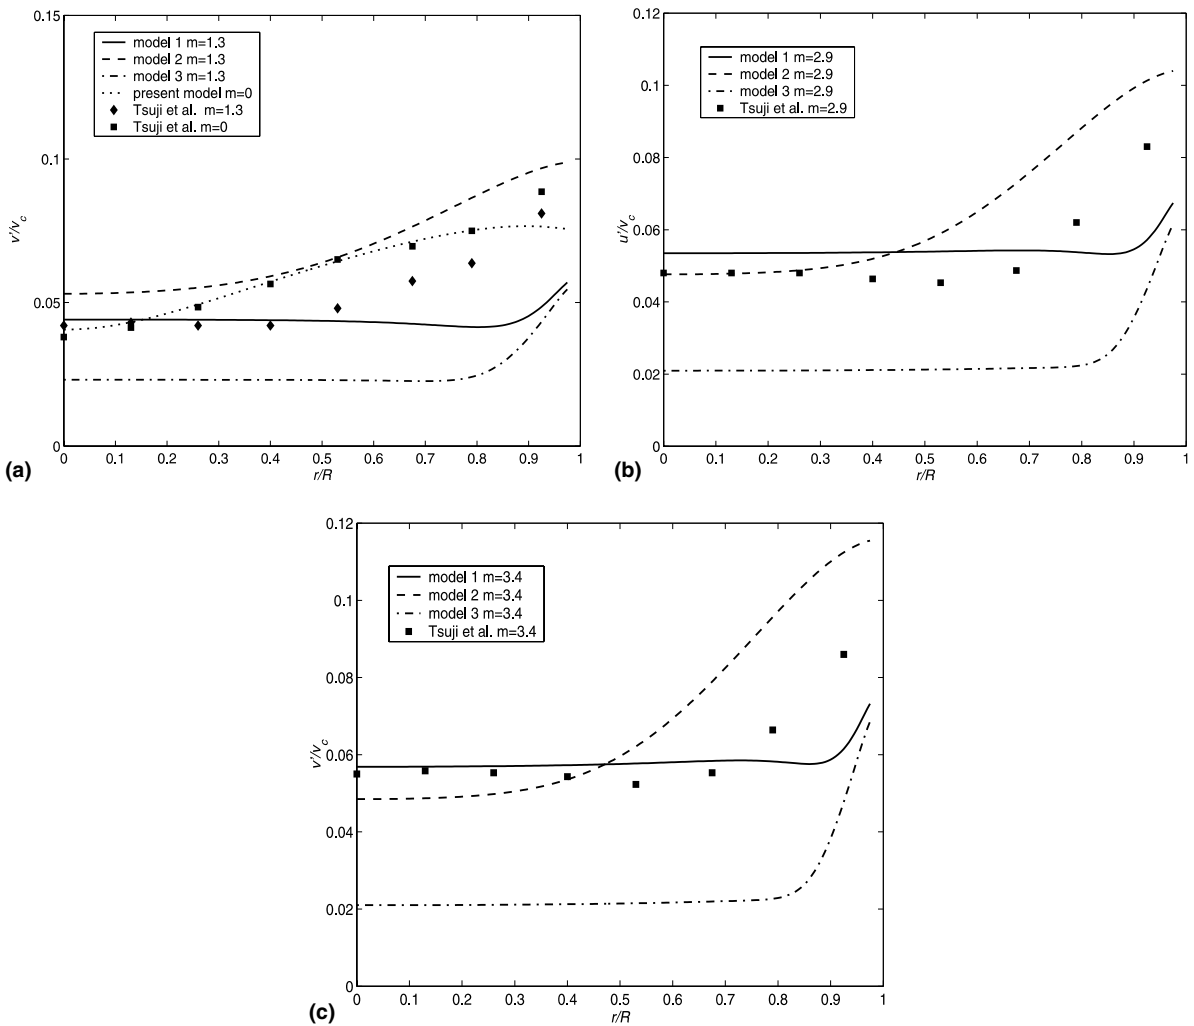 0.15
model 1 m=1.3
model 2 m=1.3
model 3 m=1.3
present model m=0
Tsuji et al. m=1.3
Tsuji et al. m=0
0.1
v'/v_c
0.05
0
0 0.1 0.2 0.3 0.4 0.5 0.6 0.7 0.8 0.9 1
(a)
r/R
0.12
model 1 m=2.9
model 2 m=2.9
model 3 m=2.9
Tsuji et al. m=2.9
0.1
0.08
u'/v_c
0.06
0.04
0.02
0
0 0.1 0.2 0.3 0.4 0.5 0.6 0.7 0.8 0.9 1
(b)
r/R
0.12
model 1 m=3.4
model 2 m=3.4
model 3 m=3.4
Tsuji et al. m=3.4
0.1
0.08
v'/v_c
0.06
0.04
0.02
0
0 0.1 0.2 0.3 0.4 0.5 0.6 0.7 0.8 0.9 1
(c)
r/R